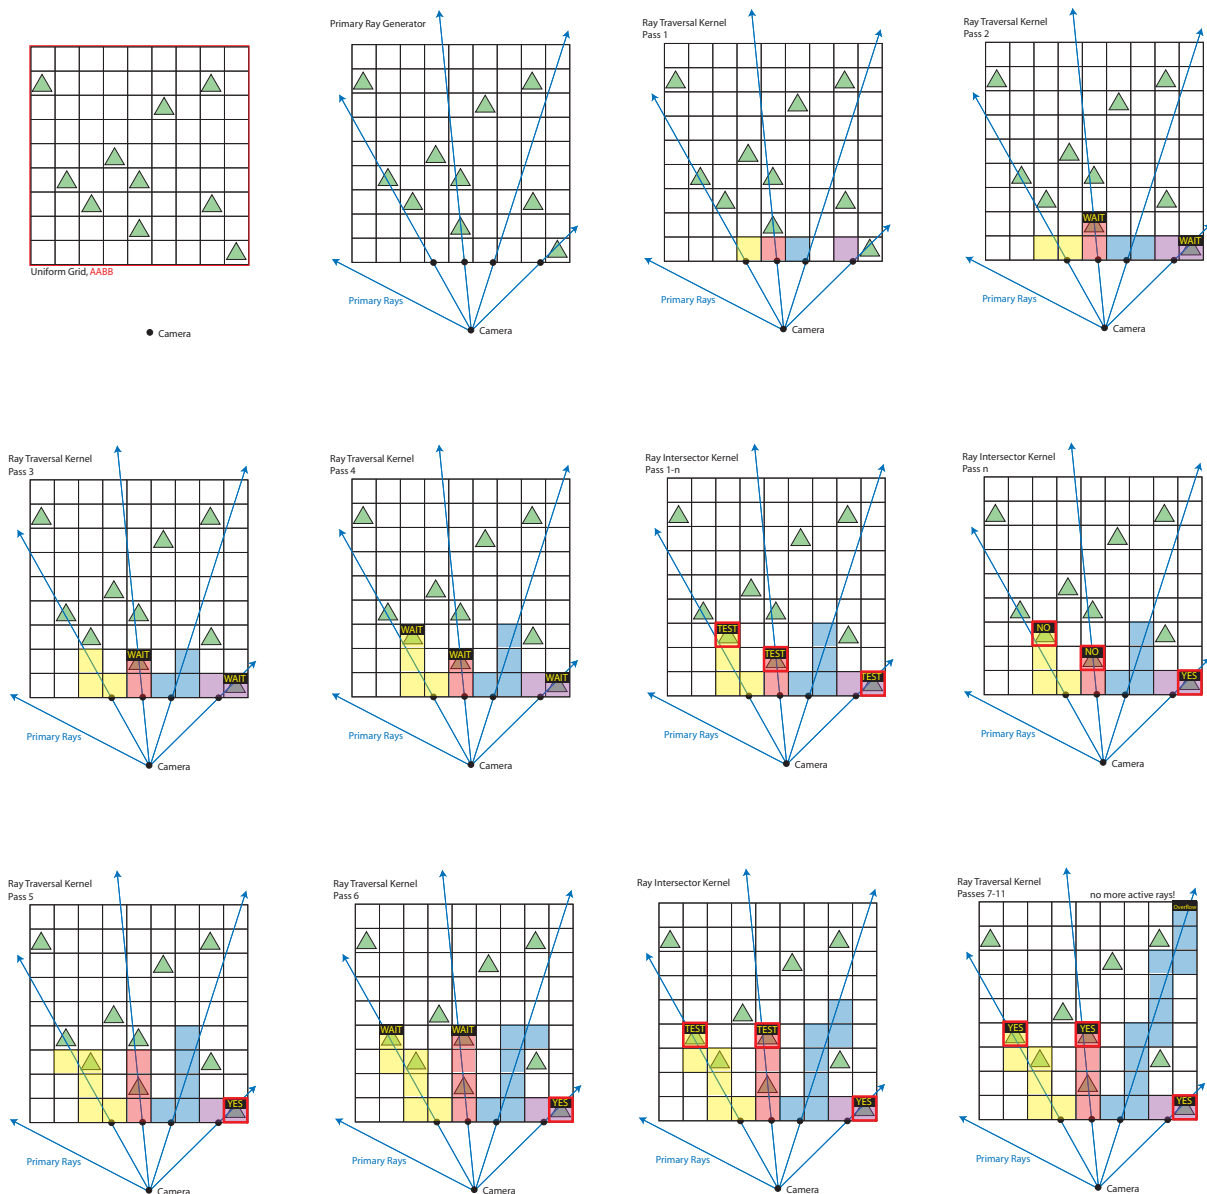 Uniform Grid, AABB
Camera
Primary Ray Generator
Primary Rays
Camera
Ray Traversal Kernel
Pass 1
Primary Rays
Camera
Ray Traversal Kernel
Pass 2
WAIT
WAIT
Primary Rays
Camera
Ray Traversal Kernel
Pass 3
WAIT
WAIT
Primary Rays
Camera
Ray Traversal Kernel
Pass 4
WAIT
WAIT
WAIT
Primary Rays
Camera
Ray Intersector Kernel
Pass 1-n
TEST
TEST
TEST
Primary Rays
Camera
Ray Intersector Kernel
Pass n
NO
NO
YES
Primary Rays
Camera
Ray Traversal Kernel
Pass 5
YES
Primary Rays
Camera
Ray Traversal Kernel
Pass 6
WAIT
WAIT
YES
Primary Rays
Camera
Ray Intersector Kernel
TEST
TEST
YES
Primary Rays
Camera
Ray Traversal Kernel
Passes 7-11
no more active rays!
Overflow
YES
YES
YES
Primary Rays
Camera